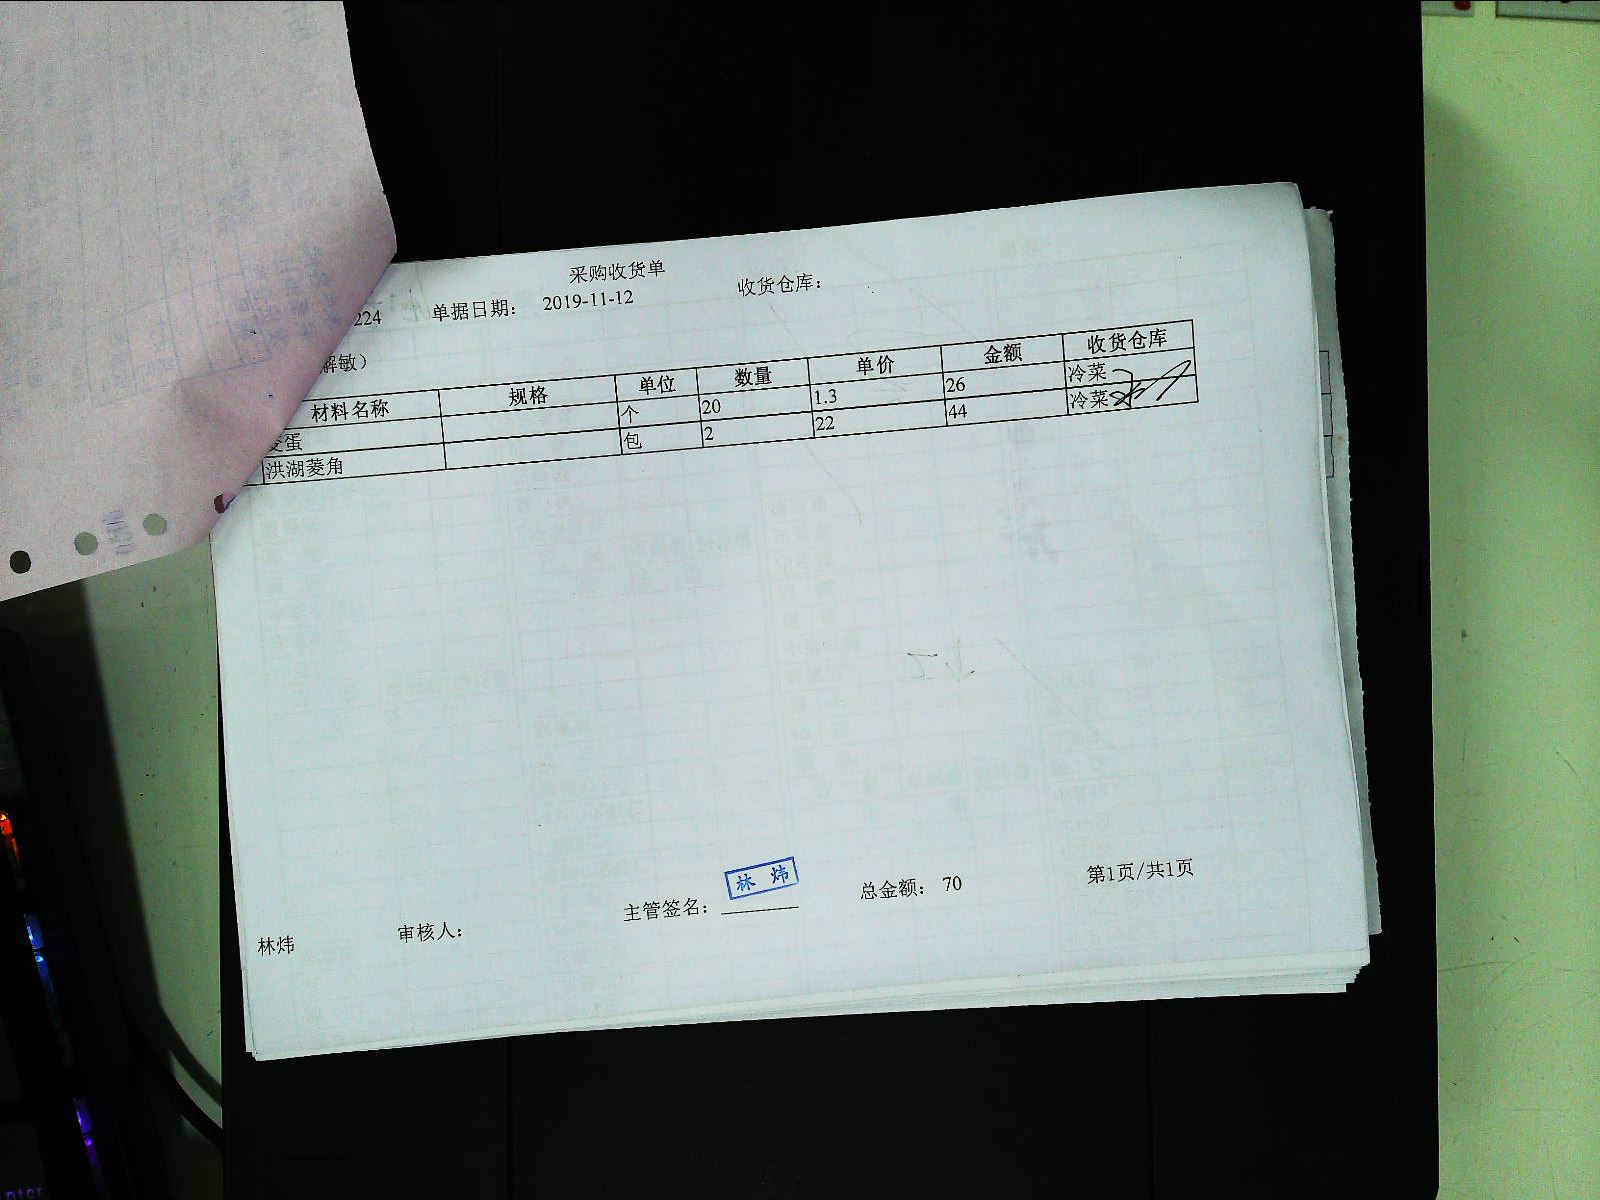 采购收货单
224 单据日期： 2019-11-12 收货仓库：
解敏）
材料名称 规格 单位 数量 单价 金额 收货仓库
变蛋 个 20 1.3 26 冷菜
洪湖菱角 包 2 22 44 冷菜
林炜 审核人： 主管签名： 林炜 总金额： 70 第1页/共1页